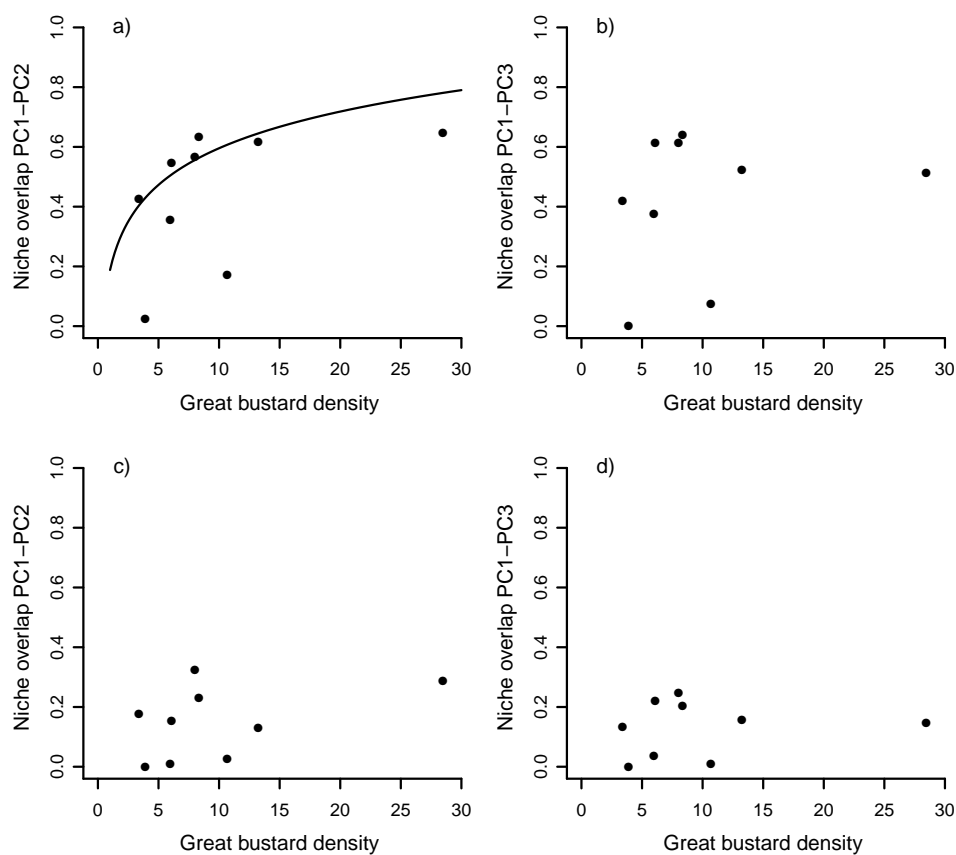 a)
Niche overlap PC1−PC2
1.0
0.8
0.6
0.4
0.2
0.0
0 5 10 15 20 25 30
Great bustard density
b)
Niche overlap PC1−PC3
1.0
0.8
0.6
0.4
0.2
0.0
0 5 10 15 20 25 30
Great bustard density
c)
Niche overlap PC1−PC2
1.0
0.8
0.6
0.4
0.2
0.0
0 5 10 15 20 25 30
Great bustard density
d)
Niche overlap PC1−PC3
1.0
0.8
0.6
0.4
0.2
0.0
0 5 10 15 20 25 30
Great bustard density